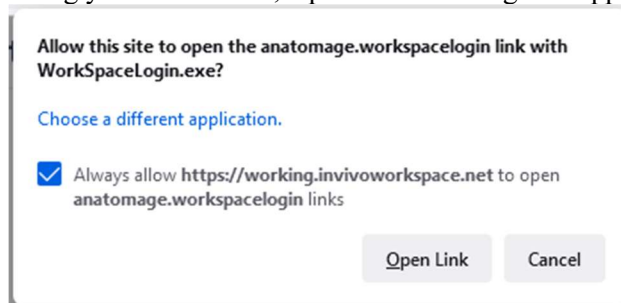 Allow this site to open the anatomage.workspacelogin link with
WorkSpaceLogin.exe?
Choose a different application.
Always allow https://working.invivoworkspace.net to open
anatomage.workspacelogin links
Open Link
Cancel